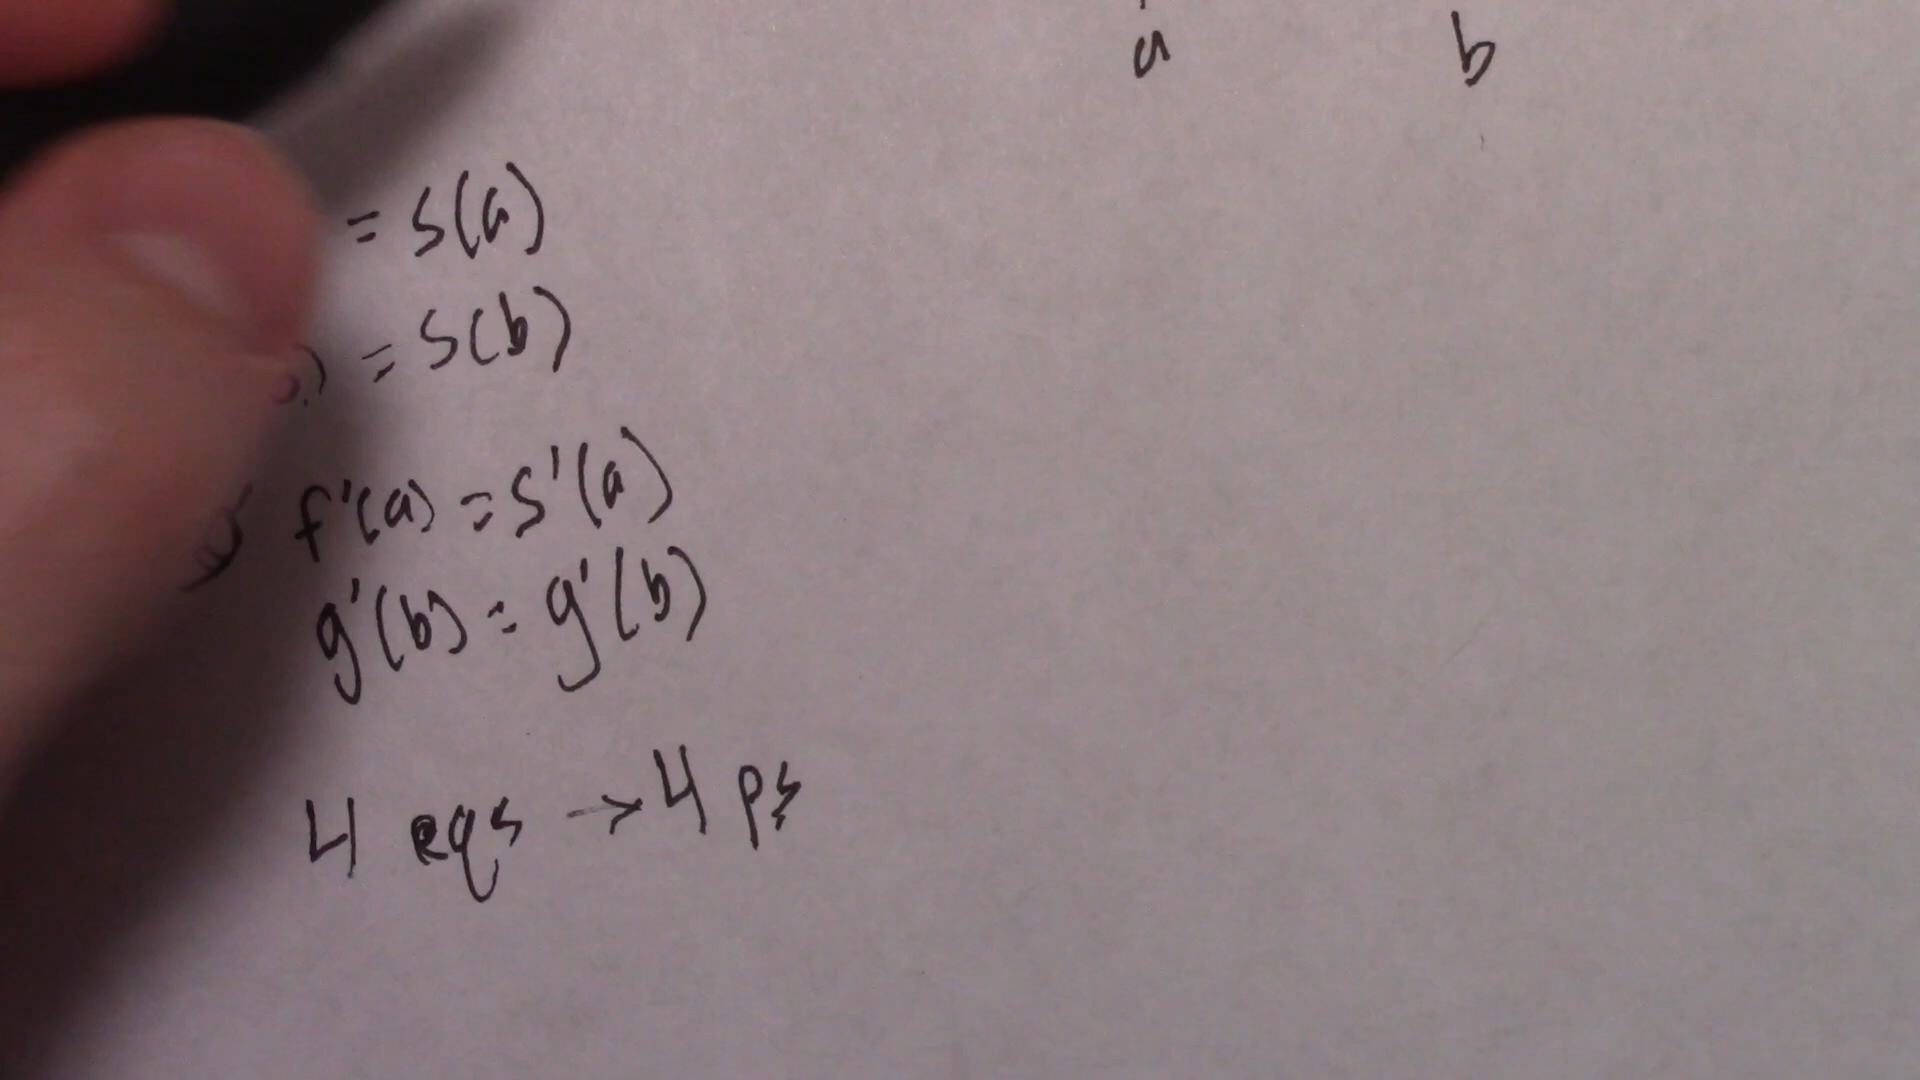 a b
= s(a)
) = s(b)
f'(a) = s'(a)
g'(b) = g'(b)
4 eqs → 4 ps